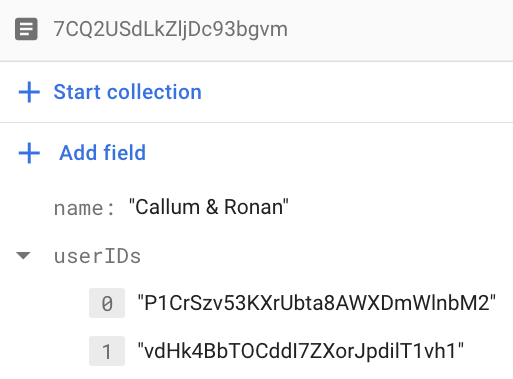 7CQ2USdLkZljDc93bgvm
Start collection
Add field
name: "Callum & Ronan"
userIDs
0 "P1CrSzv53KXrUbta8AWXDmWlnbM2"
1 "vdHk4BbTOCddI7ZXorJpdilT1vh1"